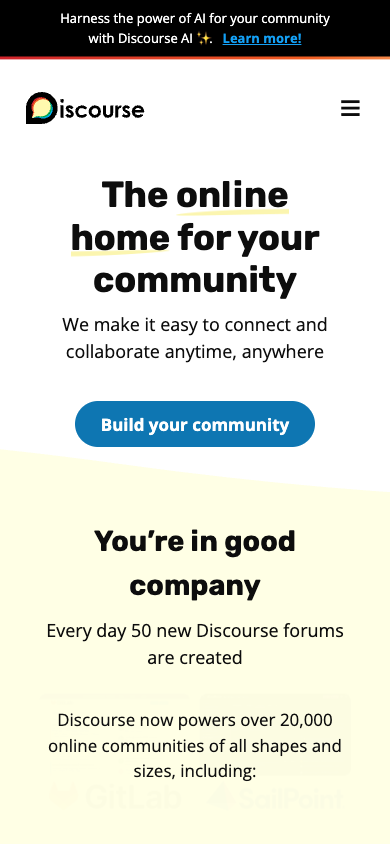 Harness the power of AI for your community
with Discourse AI ✨. Learn more!
Discourse
The online
home for your
community
We make it easy to connect and
collaborate anytime, anywhere
Build your community
You’re in good
company
Every day 50 new Discourse forums
are created
Discourse now powers over 20,000
online communities of all shapes and
sizes, including:
GitLab SailPoint